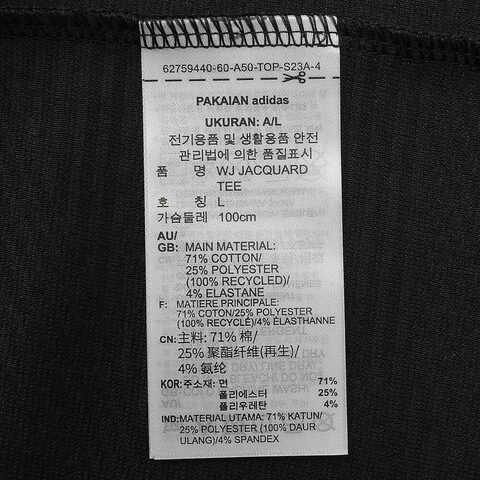 62759440-60-A50-TOP-S23A-4
PAKAIAN adidas
UKURAN: A/L
전기용품 및 생활용품 안전
관리법에 의한 품질표시
품 명 WJ JACQUARD
TEE
호 칭 L
가슴둘레 100cm
AU/
GB: MAIN MATERIAL:
71% COTTON/
25% POLYESTER
(100% RECYCLED)/
4% ELASTANE
F: MATIERE PRINCIPALE:
71% COTON/25% POLYESTER
(100% RECYCLÉ)/4% ÉLASTHANNE
CN: 主料: 71% 棉/
25% 聚酯纤维(再生)/
4% 氨纶
KOR:주소재: 면 71%
폴리에스터 25%
폴리우레탄 4%
IND:MATERIAL UTAMA: 71% KATUN/
25% POLYESTER (100% DAUR
ULANG)/4% SPANDEX